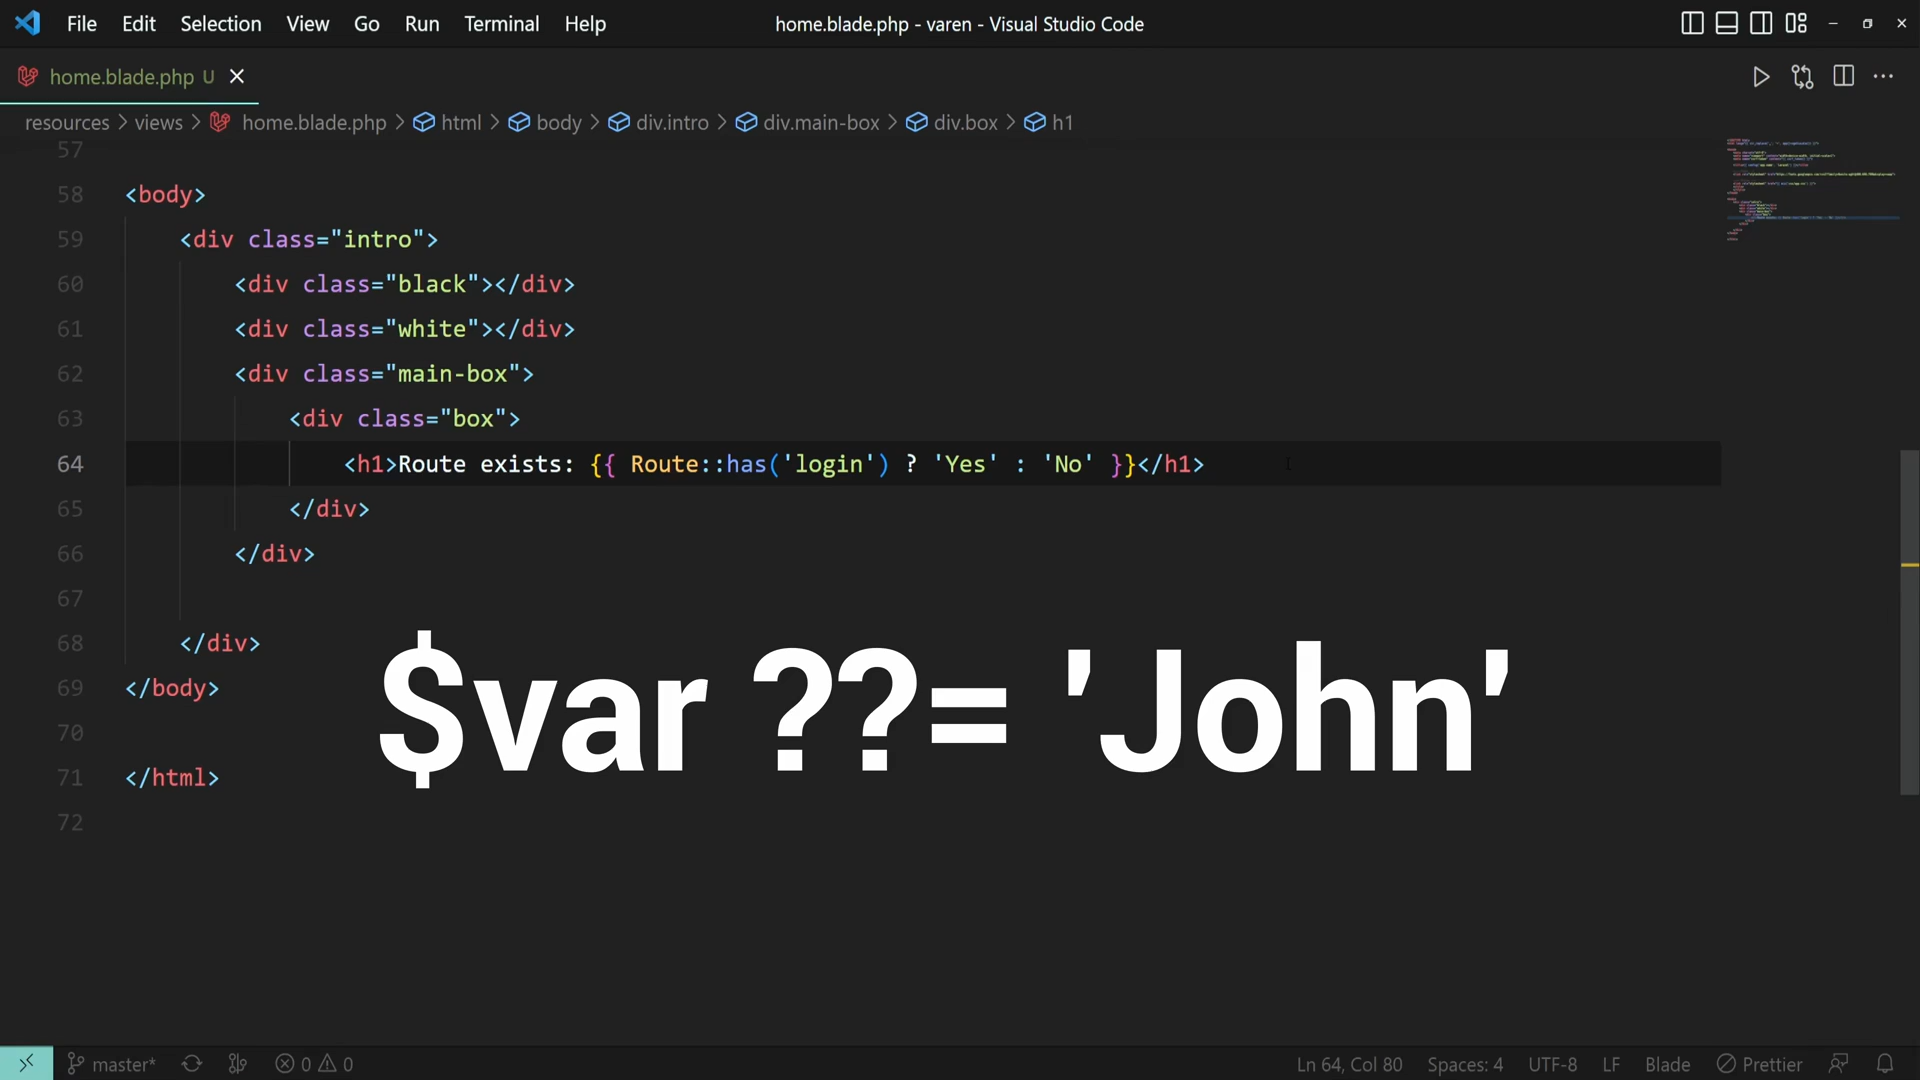 File Edit Selection View Go Run Terminal Help home.blade.php - varen - Visual Studio Code
home.blade.php U
resources > views > home.blade.php > html > body > div.intro > div.main-box > div.box > h1
57
58 <body>
59 <div class="intro">
60 <div class="black"></div>
61 <div class="white"></div>
62 <div class="main-box">
63 <div class="box">
64 <h1>Route exists: {{ Route::has('login') ? 'Yes' : 'No' }}</h1>
65 </div>
66 </div>
67
68 </div>
69 </body>
70
71 </html>
72
$var ??= 'John'
master* 0 0 Ln 64, Col 80 Spaces: 4 UTF-8 LF Blade Prettier